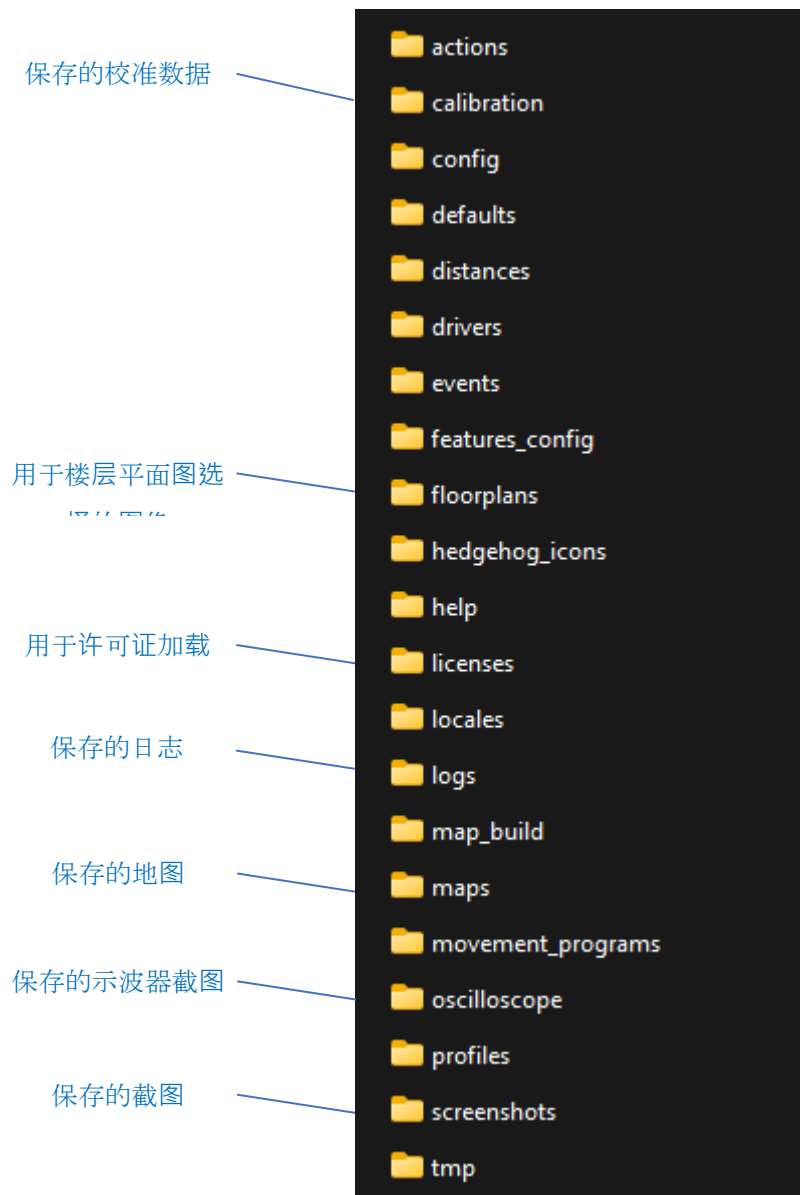 保存的校准数据
用于楼层平面图选
用于许可证加载
保存的日志
保存的地图
保存的示波器截图
保存的截图
actions
calibration
config
defaults
distances
drivers
events
features_config
floorplans
hedgehog_icons
help
licenses
locales
logs
map_build
maps
movement_programs
oscilloscope
profiles
screenshots
tmp